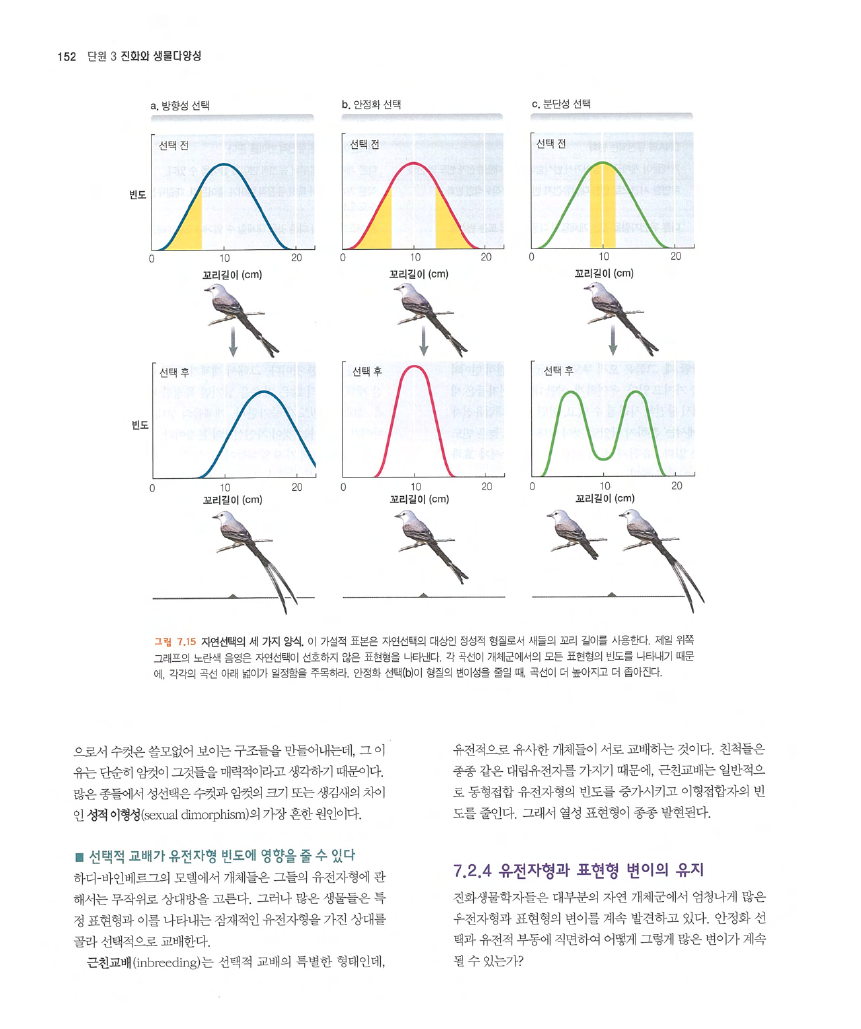 152 단원 3 진화와 생물다양성
a. 방향성 선택
선택 전
빈도
0 10 20
꼬리길이 (cm)
선택 후
빈도
0 10 20
꼬리길이 (cm)
b. 안정화 선택
선택 전
0 10 20
꼬리길이 (cm)
선택 후
0 10 20
꼬리길이 (cm)
c. 분단성 선택
선택 전
0 10 20
꼬리길이 (cm)
선택 후
0 10 20
꼬리길이 (cm)
그림 7.15 자연선택의 세 가지 양식. 이 가설적 표본은 자연선택의 대상인 정성적 형질로서 새들의 꼬리 길이를 사용한다. 제일 위쪽
그래프의 노란색 음영은 자연선택이 선호하지 않은 표현형을 나타낸다. 각 곡선이 개체군에서의 모든 표현형의 빈도를 나타내기 때문
에, 각각의 곡선 아래 넓이가 일정함을 주목하라. 안정화 선택(b)이 형질의 변이성을 줄일 때, 곡선이 더 높아지고 더 좁아진다.
으로서 수컷은 쓸모없어 보이는 구조들을 만들어내는데, 그 이
유는 단순히 암컷이 그것들을 매력적이라고 생각하기 때문이다.
많은 종들에서 성선택은 수컷과 암컷의 크기 또는 생김새의 차이
인 성적 이형성(sexual dimorphism)의 가장 흔한 원인이다.
■ 선택적 교배가 유전자형 빈도에 영향을 줄 수 있다
하디-바인베르그의 모델에서 개체들은 그들의 유전자형에 관
해서는 무작위로 상대방을 고른다. 그러나 많은 생물들은 특
정 표현형과 이를 나타내는 잠재적인 유전자형을 가진 상대를
골라 선택적으로 교배한다.
근친교배(inbreeding)는 선택적 교배의 특별한 형태인데,
유전적으로 유사한 개체들이 서로 교배하는 것이다. 친척들은
종종 같은 대립유전자를 가지기 때문에, 근친교배는 일반적으
로 동형접합 유전자형의 빈도를 증가시키고 이형접합자의 빈
도를 줄인다. 그래서 열성 표현형이 종종 발현된다.
7.2.4 유전자형과 표현형 변이의 유지
진화생물학자들은 대부분의 자연 개체군에서 엄청나게 많은
유전자형과 표현형의 변이를 계속 발견하고 있다. 안정화 선
택과 유전적 부동에 직면하여 어떻게 그렇게 많은 변이가 계속
될 수 있는가?